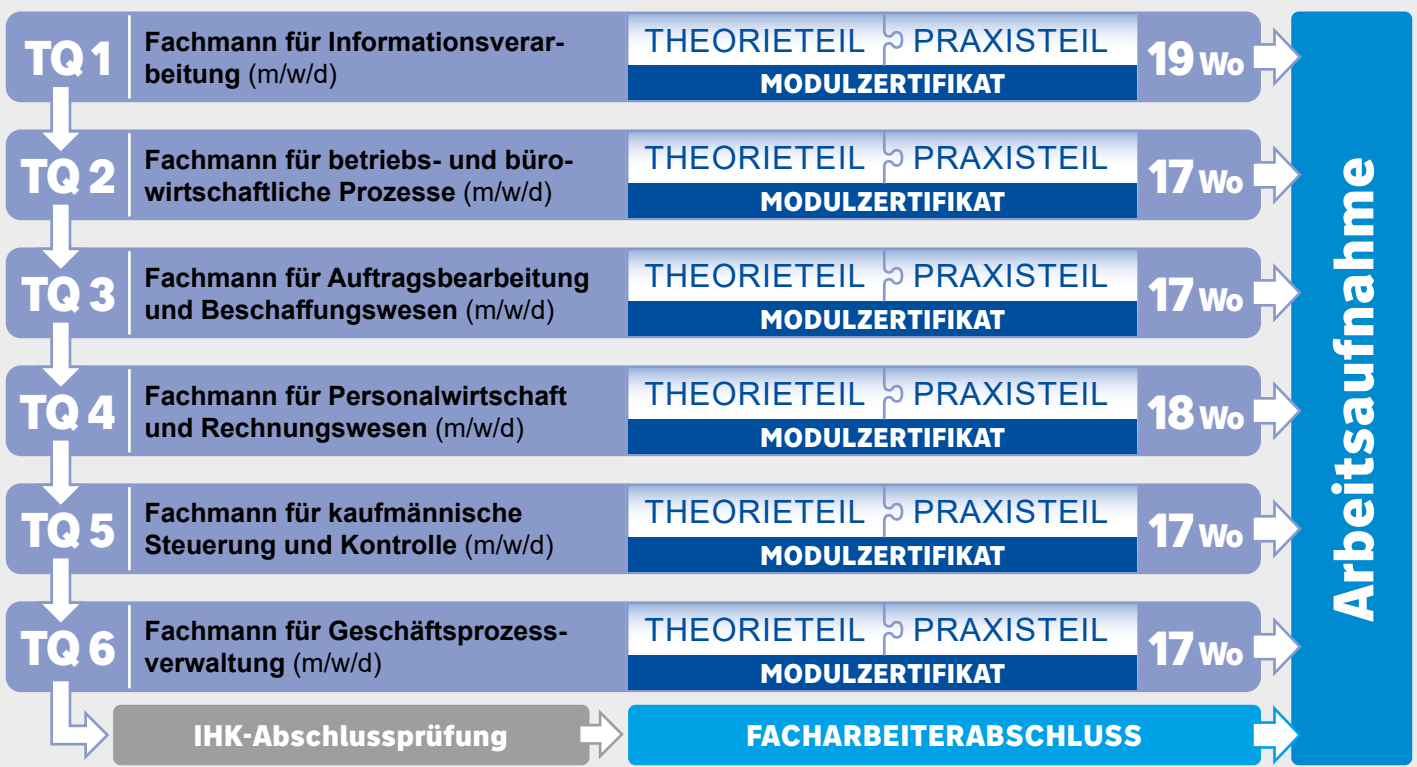 TQ 1
Fachmann für Informationsverar-
beitung (m/w/d)
THEORIETEIL PRAXISTEIL
MODULZERTIFIKAT
19 Wo
TQ 2
Fachmann für betriebs- und büro-
wirtschaftliche Prozesse (m/w/d)
THEORIETEIL PRAXISTEIL
MODULZERTIFIKAT
17 Wo
TQ 3
Fachmann für Auftragsbearbeitung
und Beschaffungswesen (m/w/d)
THEORIETEIL PRAXISTEIL
MODULZERTIFIKAT
17 Wo
TQ 4
Fachmann für Personalwirtschaft
und Rechnungswesen (m/w/d)
THEORIETEIL PRAXISTEIL
MODULZERTIFIKAT
18 Wo
TQ 5
Fachmann für kaufmännische
Steuerung und Kontrolle (m/w/d)
THEORIETEIL PRAXISTEIL
MODULZERTIFIKAT
17 Wo
TQ 6
Fachmann für Geschäftsprozess-
verwaltung (m/w/d)
THEORIETEIL PRAXISTEIL
MODULZERTIFIKAT
17 Wo
IHK-Abschlussprüfung
FACHARBEITERABSCHLUSS
Arbeitsaufnahme